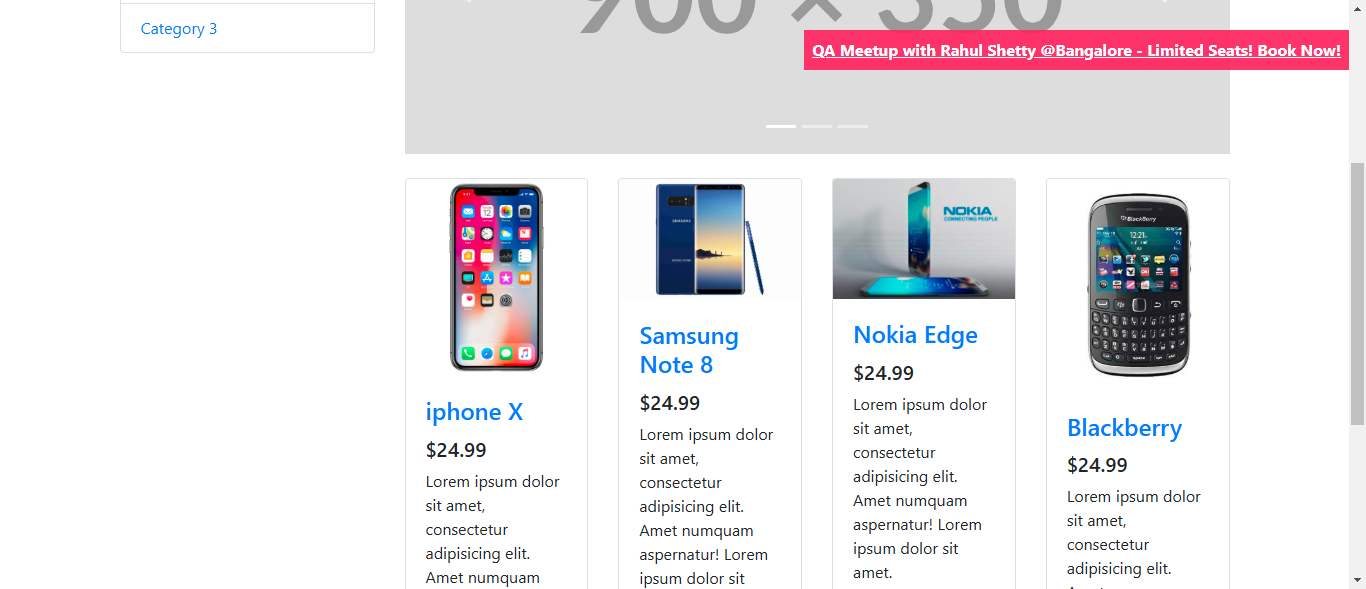 Category 3
900 × 350
QA Meetup with Rahul Shetty @Bangalore - Limited Seats! Book Now!
iphone X
$24.99
Lorem ipsum dolor
sit amet,
consectetur
adipisicing elit.
Amet numquam
SAMSUNG
Samsung
Note 8
$24.99
Lorem ipsum dolor
sit amet,
consectetur
adipisicing elit.
Amet numquam
aspernatur! Lorem
ipsum dolor sit
NOKIA
CONNECTING PEOPLE
Nokia Edge
$24.99
Lorem ipsum dolor
sit amet,
consectetur
adipisicing elit.
Amet numquam
aspernatur! Lorem
ipsum dolor sit
amet.
BlackBerry
12:21
Blackberry
$24.99
Lorem ipsum dolor
sit amet,
consectetur
adipisicing elit.